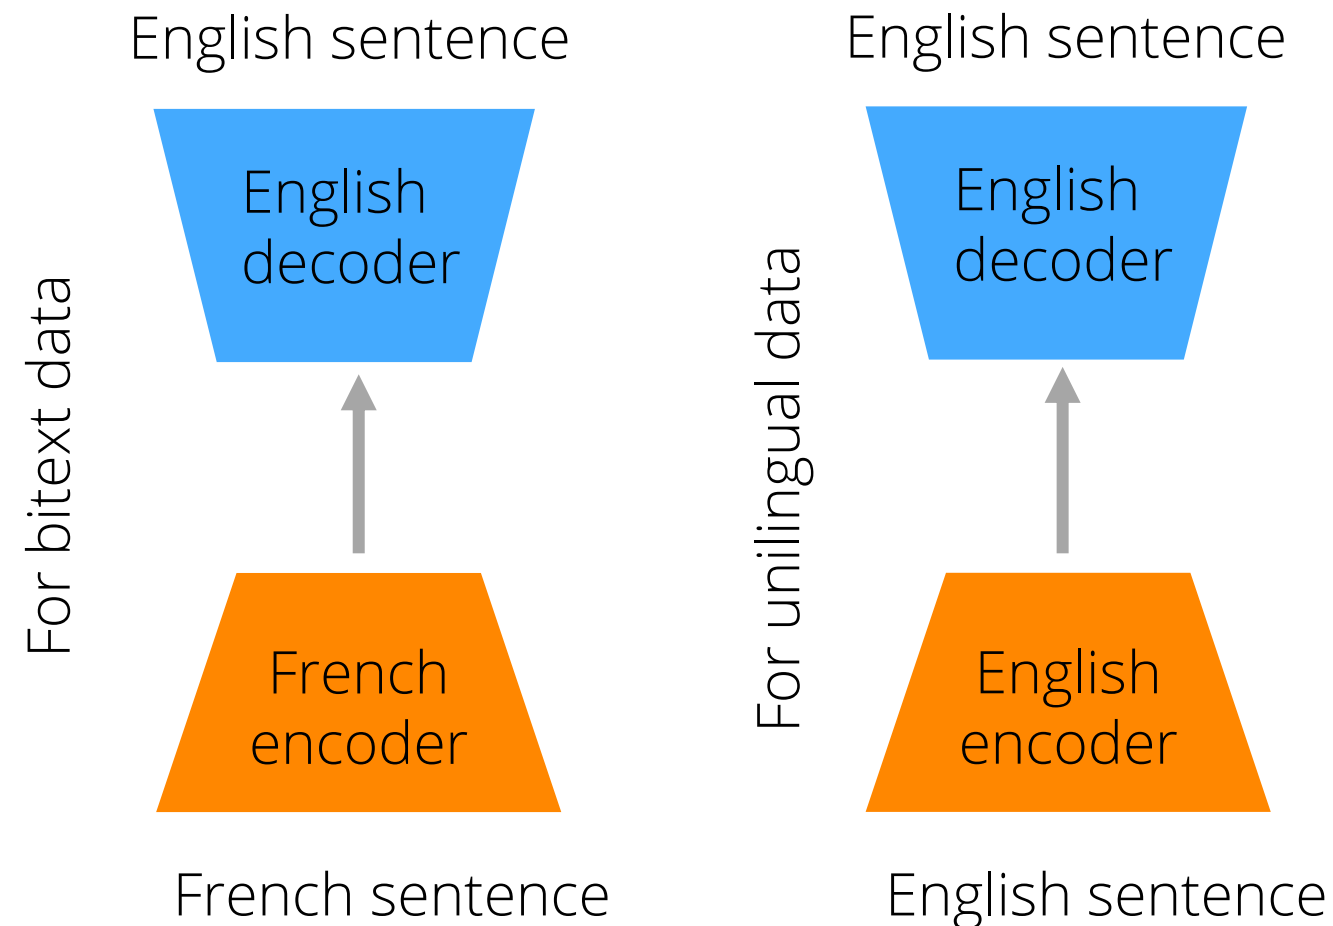 English sentence
English
decoder
For bitext data
French
encoder
French sentence
English sentence
English
decoder
For unilingual data
English
encoder
English sentence